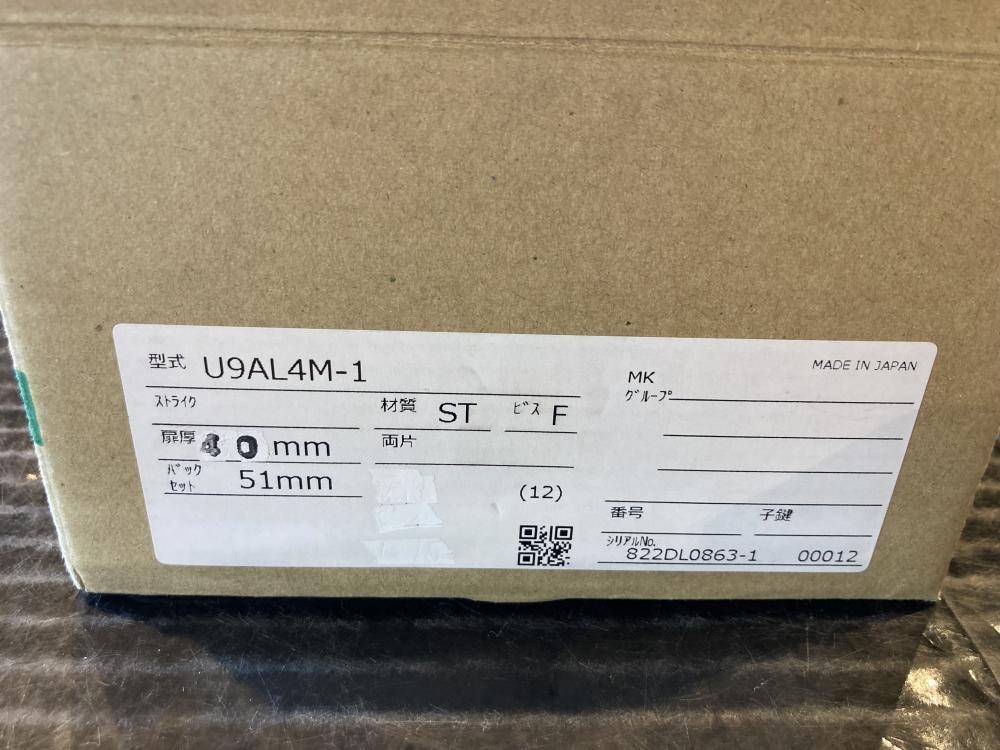 型式 U9AL4M-1
MADE IN JAPAN
MK
ｸﾞﾙｰﾌﾟ
ｽﾄﾗｲｸ
材質 ST ﾋﾞｽ F
扉厚 40 mm 両片
ﾊﾞｯｸ
ｾｯﾄ 51mm
(12)
番号 子鍵
ｼﾘｱﾙNo.
822DL0863-1 00012